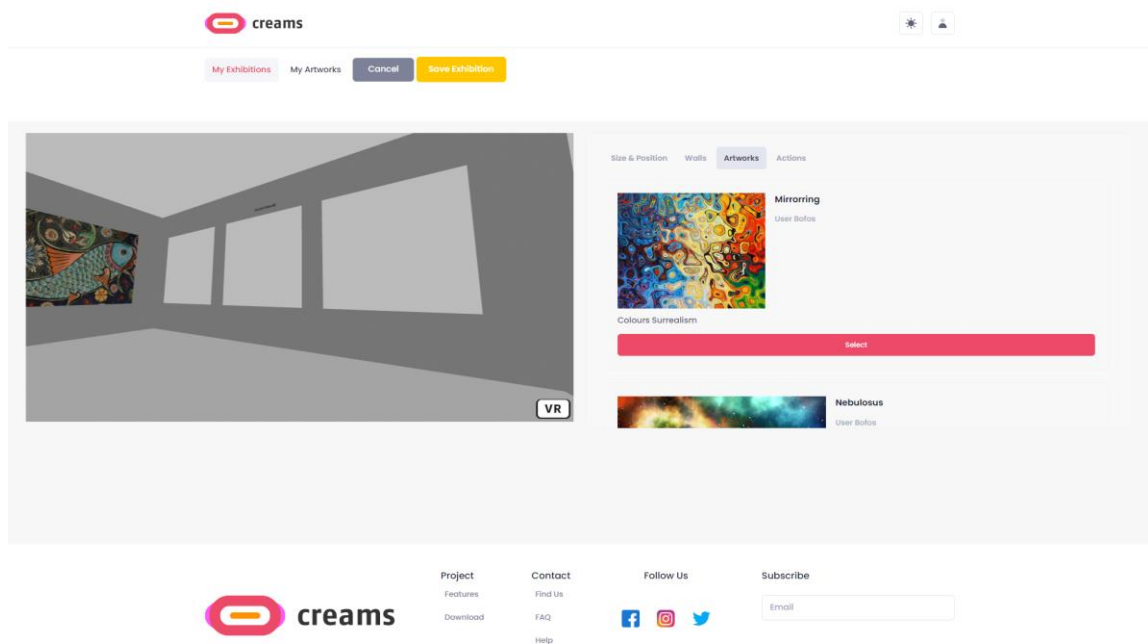 creams
My Exhibitions My Artworks Cancel Save Exhibition
Size & Position Walls Artworks Actions
Mirrorring
User Bofos
Colours Surrealism
Select
VR
Nebulosus
User Bofos
Project Contact Follow Us Subscribe
Features Find Us
Email
creams
Download FAQ
Help